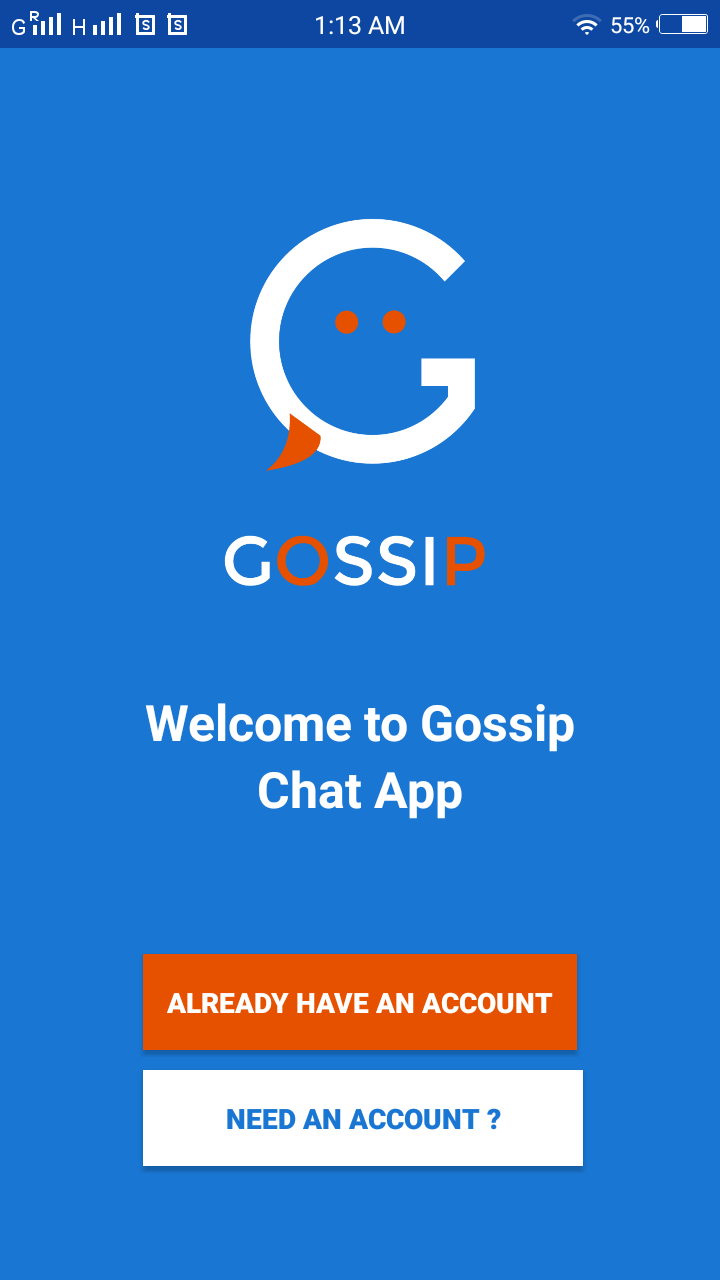 G R H S S 1:13 AM 55%
G
GOSSIP
Welcome to Gossip
Chat App
ALREADY HAVE AN ACCOUNT
NEED AN ACCOUNT ?